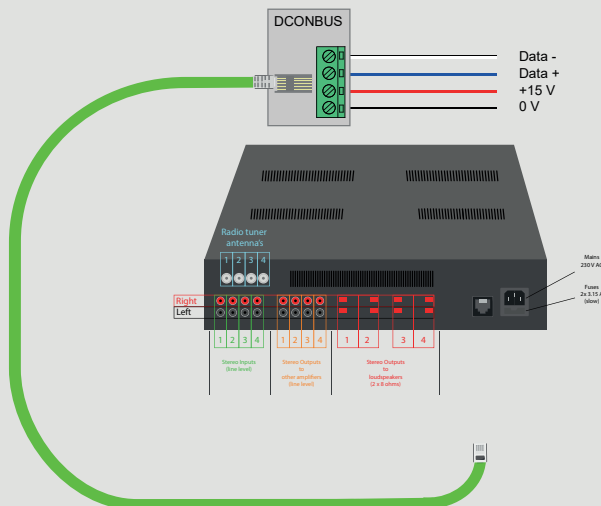 DCONBUS
Data -
Data +
+15 V
0 V
Radio tuner
antenna's
1 2 3 4
Mains
230 V AC
Fuses
2x 3.15 A
(slow)
Right
Left
1 2 3 4
1 2 3 4
1 2 3 4
Stereo Inputs
(line level)
Stereo Outputs
to
other amplifiers
(line level)
Stereo Outputs
to
loudspeakers
(2 x 8 ohms)